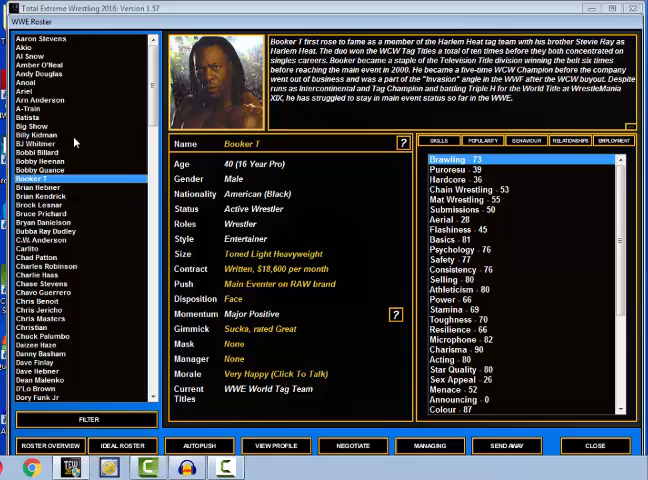 Total Extreme Wrestling 2016: Version 1.57
WWE Roster
Aaron Stevens
Akio
Al Snow
Amber O'Neal
Andy Douglas
Anoai
Ariel
Arn Anderson
A-Train
Batista
Big Show
Billy Kidman
BJ Whitmer
Bobbi Billard
Bobby Heenan
Bobby Quance
Booker T
Brian Hebner
Brian Kendrick
Brock Lesnar
Bruce Prichard
Bryan Danielson
Bubba Ray Dudley
C.W. Anderson
Carlito
Chad Patton
Charles Robinson
Charlie Haas
Chase Stevens
Chavo Guerrero
Chris Benoit
Chris Jericho
Chris Masters
Christian
Chuck Palumbo
Daizee Haze
Danny Basham
Dave Finlay
Dave Hebner
Dean Malenko
D'Lo Brown
Dory Funk Jr
FILTER
Booker T first rose to fame as a member of the Harlem Heat tag team with his brother Stevie Ray as
Harlem Heat. The duo won the WCW Tag Titles a total of ten times before they both concentrated on
singles careers. Booker became a staple of the Television Title division winning the belt six times
before reaching the main event in 2000. He became a five-time WCW Champion before the company
went out of business and was a part of the "Invasion" angle in the WWF after the WCW buyout. Despite
runs as Intercontinental and Tag Champion and battling Triple H for the World Title at WrestleMania
XIX, he has struggled to stay in main event status so far in the WWE.
Name Booker T ?
Age 40 (16 Year Pro)
Gender Male
Nationality American (Black)
Status Active Wrestler
Roles Wrestler
Style Entertainer
Size Toned Light Heavyweight
Contract Written, $18,600 per month
Push Main Eventer on RAW brand
Disposition Face
Momentum Major Positive ?
Gimmick Sucka, rated Great
Mask None
Manager None
Morale Very Happy (Click To Talk)
Current Titles WWE World Tag Team
SKILLS POPULARITY BEHAVIOUR RELATIONSHIPS EMPLOYMENT
Brawling - 73
Puroresu - 39
Hardcore - 36
Chain Wrestling - 53
Mat Wrestling - 55
Submissions - 50
Aerial - 28
Flashiness - 45
Basics - 81
Psychology - 76
Safety - 77
Consistency - 76
Selling - 80
Athleticism - 80
Power - 66
Stamina - 69
Toughness - 70
Resilience - 66
Microphone - 82
Charisma - 90
Acting - 80
Star Quality - 80
Sex Appeal - 26
Menace - 52
Announcing - 0
Colour - 87
ROSTER OVERVIEW IDEAL ROSTER AUTOPUSH VIEW PROFILE NEGOTIATE MANAGING SEND AWAY CLOSE